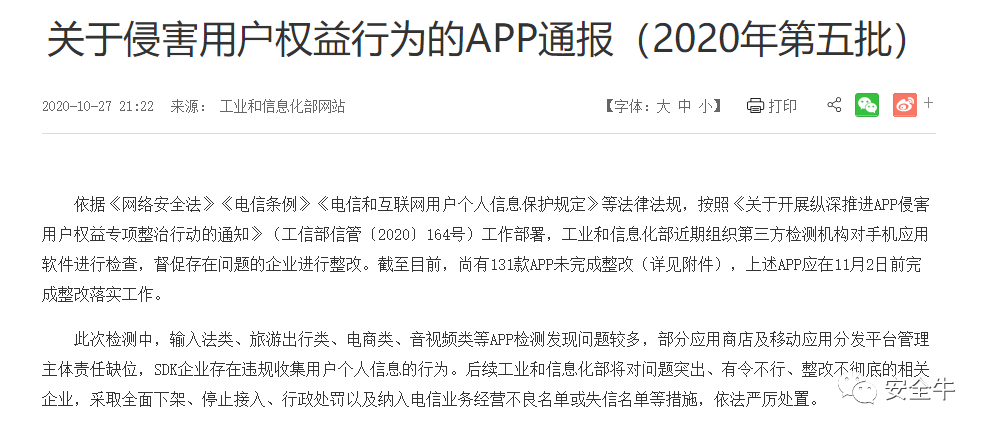 关于侵害用户权益行为的APP通报（2020年第五批）
2020-10-27 21:22 来源： 工业和信息化部网站 【字体：大 中 小】 打印 +
依据《网络安全法》《电信条例》《电信和互联网用户个人信息保护规定》等法律法规，按照《关于开展纵深推进APP侵害
用户权益专项整治行动的通知》（工信部信管〔2020〕164号）工作部署，工业和信息化部近期组织第三方检测机构对手机应用
软件进行检查，督促存在问题的企业进行整改。截至目前，尚有131款APP未完成整改（详见附件），上述APP应在11月2日前完
成整改落实工作。
此次检测中，输入法类、旅游出行类、电商类、音视频类等APP检测发现问题较多，部分应用商店及移动应用分发平台管理
主体责任缺位，SDK企业存在违规收集用户个人信息的行为。后续工业和信息化部将对问题突出、有令不行、整改不彻底的相关
企业，采取全面下架、停止接入、行政处罚以及纳入电信业务经营不良名单或失信名单等措施，依法严厉处置。
安全牛